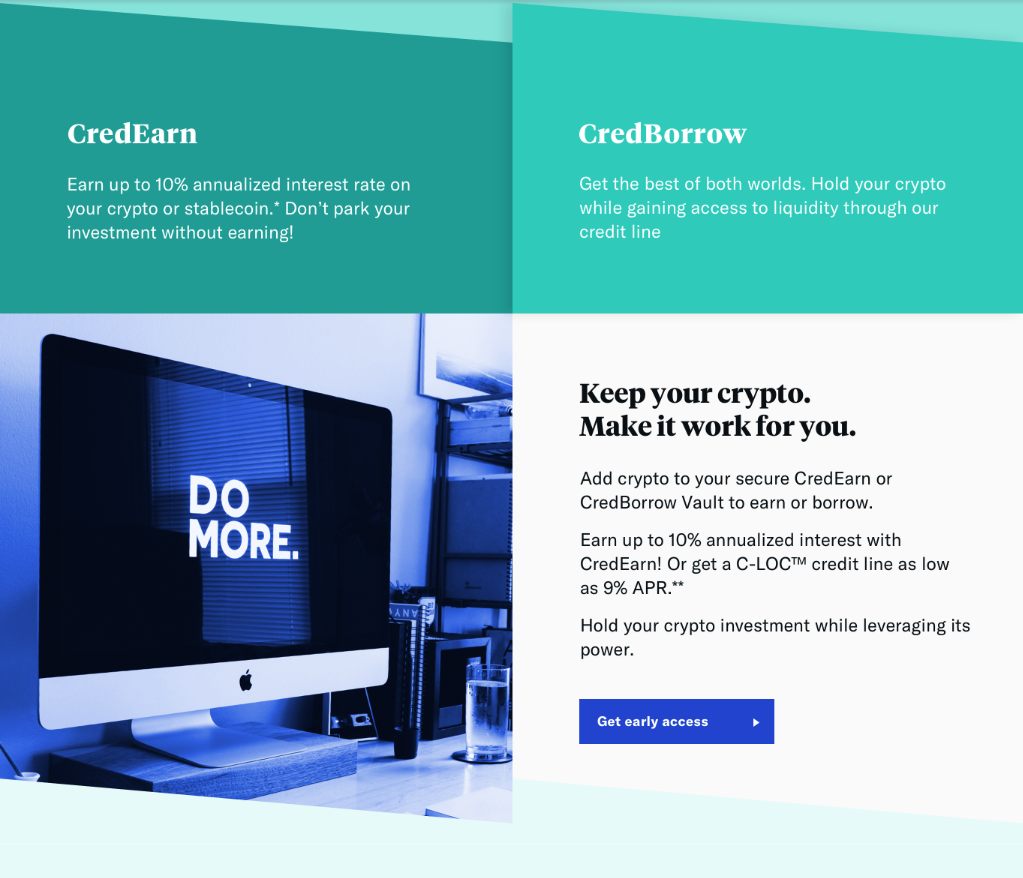 CredEarn
Earn up to 10% annualized interest rate on
your crypto or stablecoin.* Don’t park your
investment without earning!
CredBorrow
Get the best of both worlds. Hold your crypto
while gaining access to liquidity through our
credit line
DO
MORE.
Keep your crypto.
Make it work for you.
Add crypto to your secure CredEarn or
CredBorrow Vault to earn or borrow.
Earn up to 10% annualized interest with
CredEarn! Or get a C-LOC™ credit line as low
as 9% APR.**
Hold your crypto investment while leveraging its
power.
Get early access